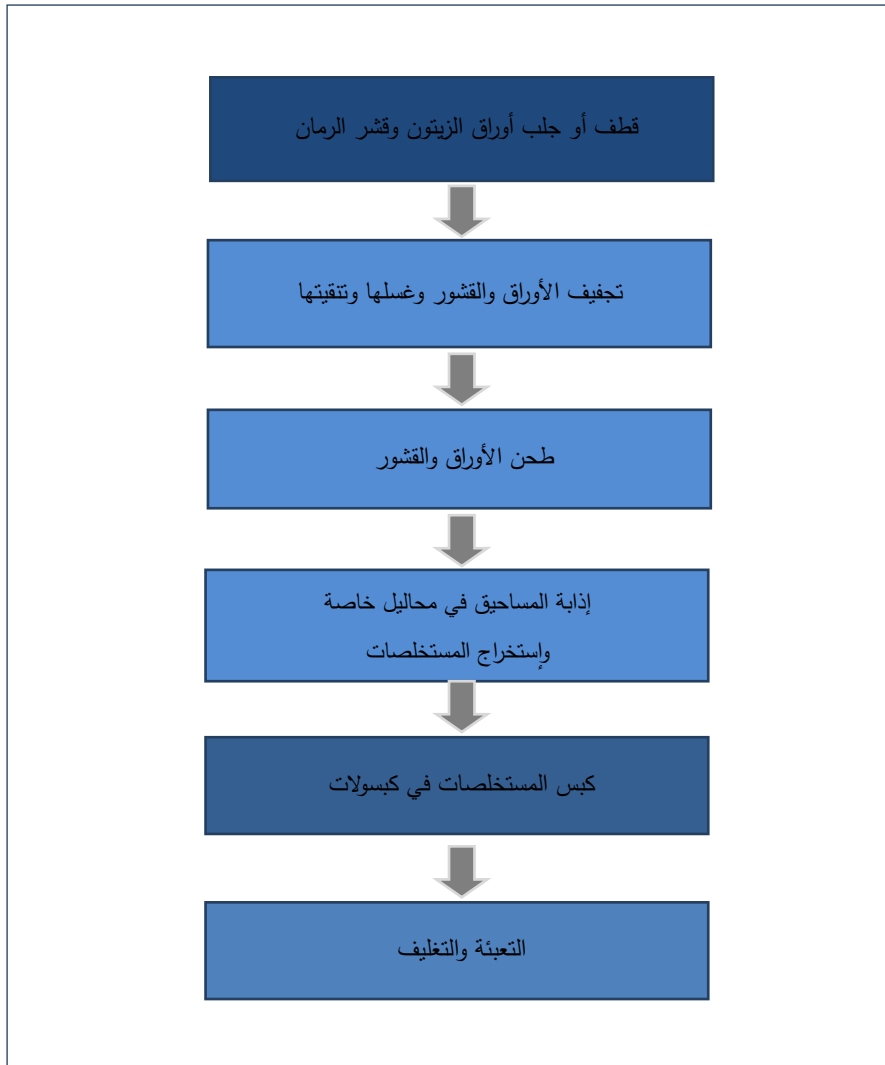 قطف أو جلب أوراق الزيتون وقشر الرمان
تجفيف الأوراق والقشور وغسلها وتنقيتها
طحن الأوراق والقشور
إذابة المساحيق في محاليل خاصة
وإستخراج المستخلصات
كبس المستخلصات في كبسولات
التعبئة والتغليف